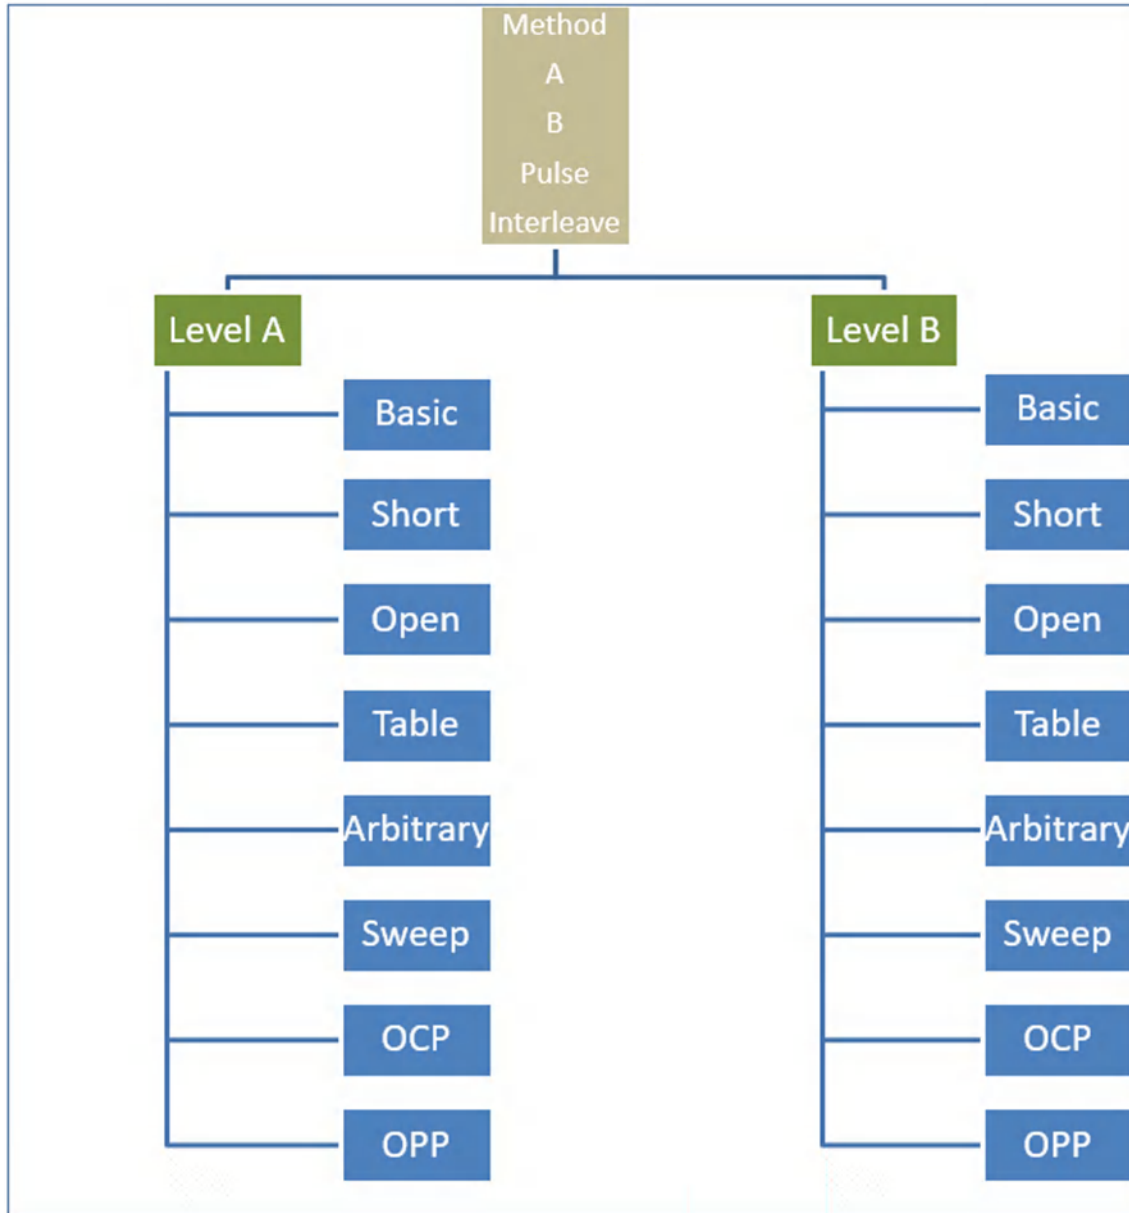 Method
A
B
Pulse
Interleave
Level A
Basic
Short
Open
Table
Arbitrary
Sweep
OCP
OPP
Level B
Basic
Short
Open
Table
Arbitrary
Sweep
OCP
OPP